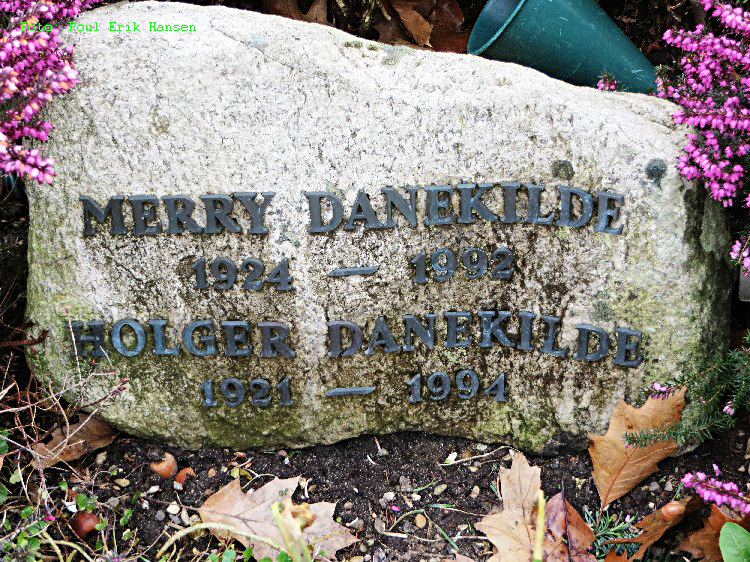 Foto: Poul Erik Hansen
MERRY DANEKILDE
1924 — 1992
HOLGER DANEKILDE
1921 — 1994